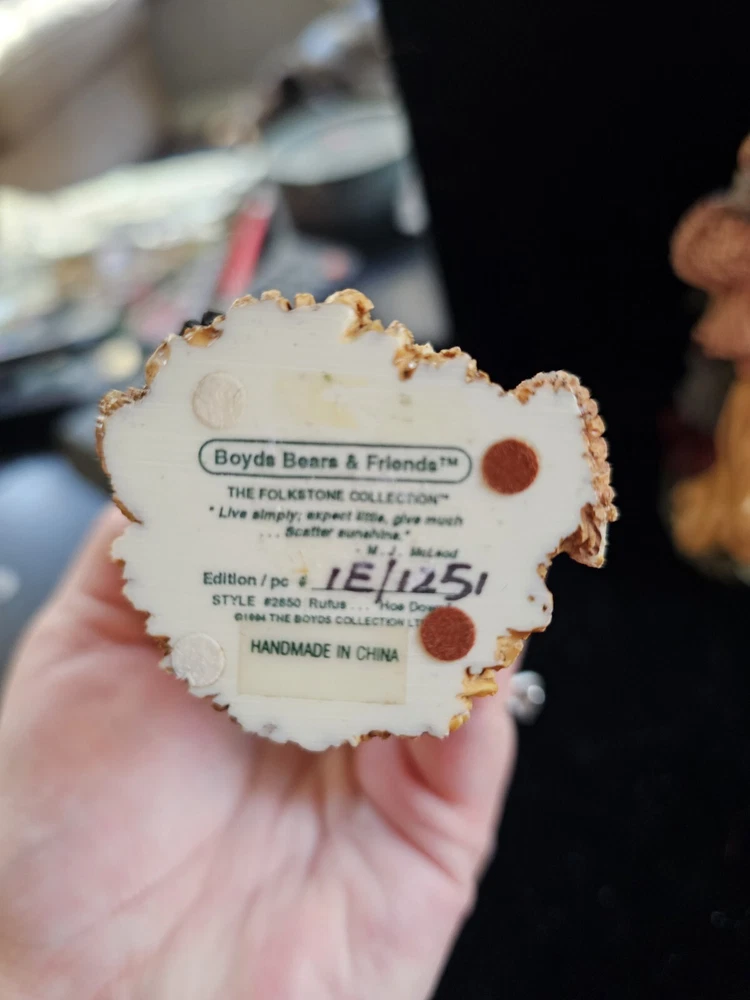 Boyds Bears & Friends™
THE FOLKSTONE COLLECTION™
"Live simply; expect little, give much
... Scatter sunshine."
- M. J. McLeod
Edition / pc # 1E/1251
STYLE #2850 Rufus ... "Hoe Down"
©1994 THE BOYDS COLLECTION LTD
HANDMADE IN CHINA